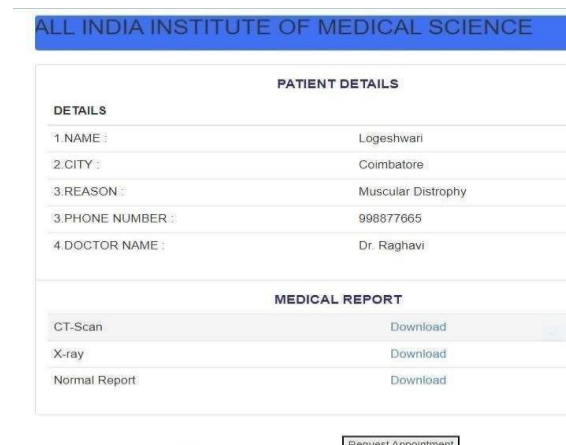 ALL INDIA INSTITUTE OF MEDICAL SCIENCE
PATIENT DETAILS
DETAILS
1.NAME : Logeshwari
2.CITY : Coimbatore
3.REASON : Muscular Distrophy
3.PHONE NUMBER : 998877665
4.DOCTOR NAME : Dr. Raghavi
MEDICAL REPORT
CT-Scan Download
X-ray Download
Normal Report Download
Request Appointment